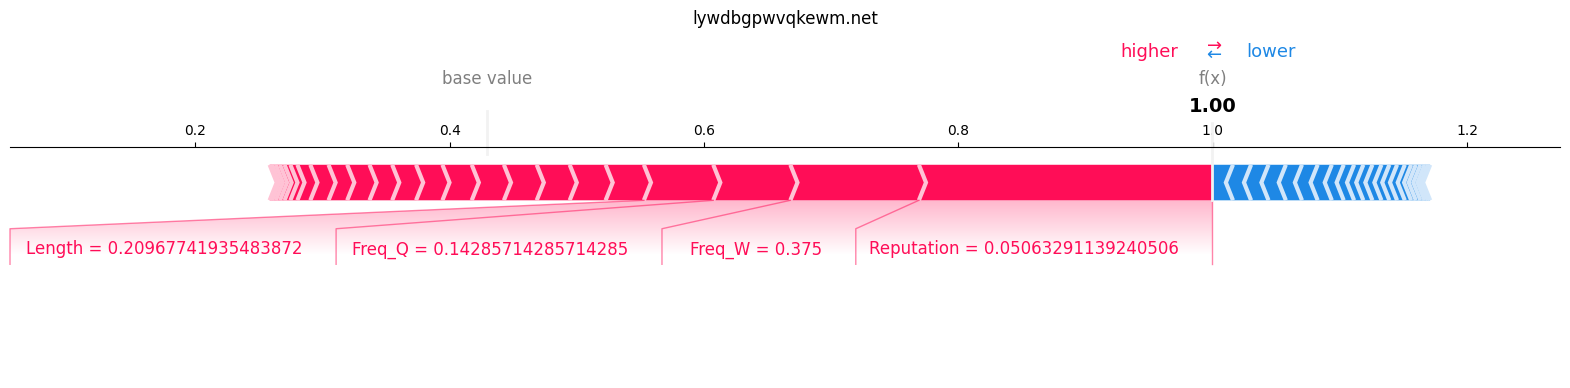 lywdbgpwvqkewm.net
higher ⇄ lower
base value f(x)
1.00
0.2 0.4 0.6 0.8 1.0 1.2
Length = 0.20967741935483872 Freq_Q = 0.14285714285714285 Freq_W = 0.375 Reputation = 0.05063291139240506